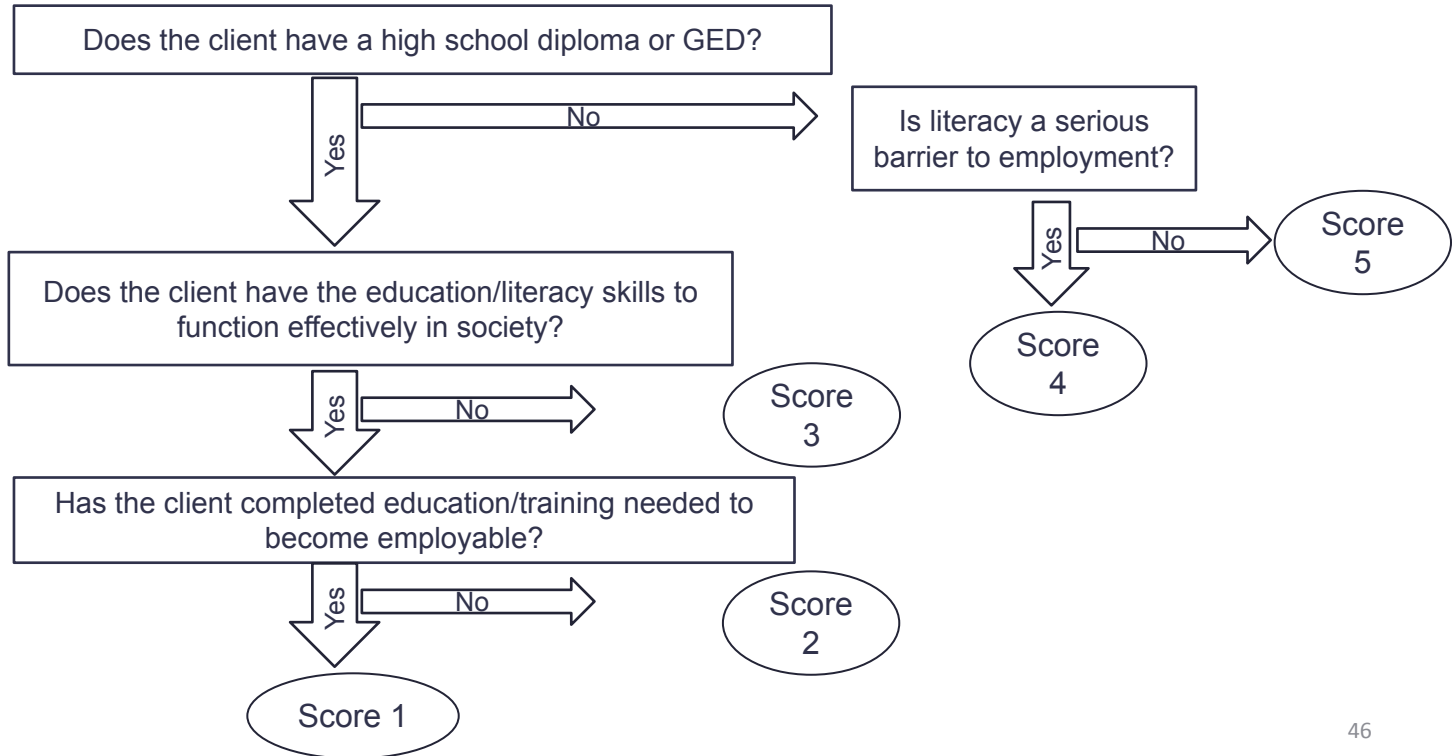 Does the client have a high school diploma or GED?
No
Yes
Is literacy a serious
barrier to employment?
Yes
No
Score
5
Score
4
Does the client have the education/literacy skills to
function effectively in society?
Yes
No
Score
3
Has the client completed education/training needed to
become employable?
Yes
No
Score
2
Score 1
46